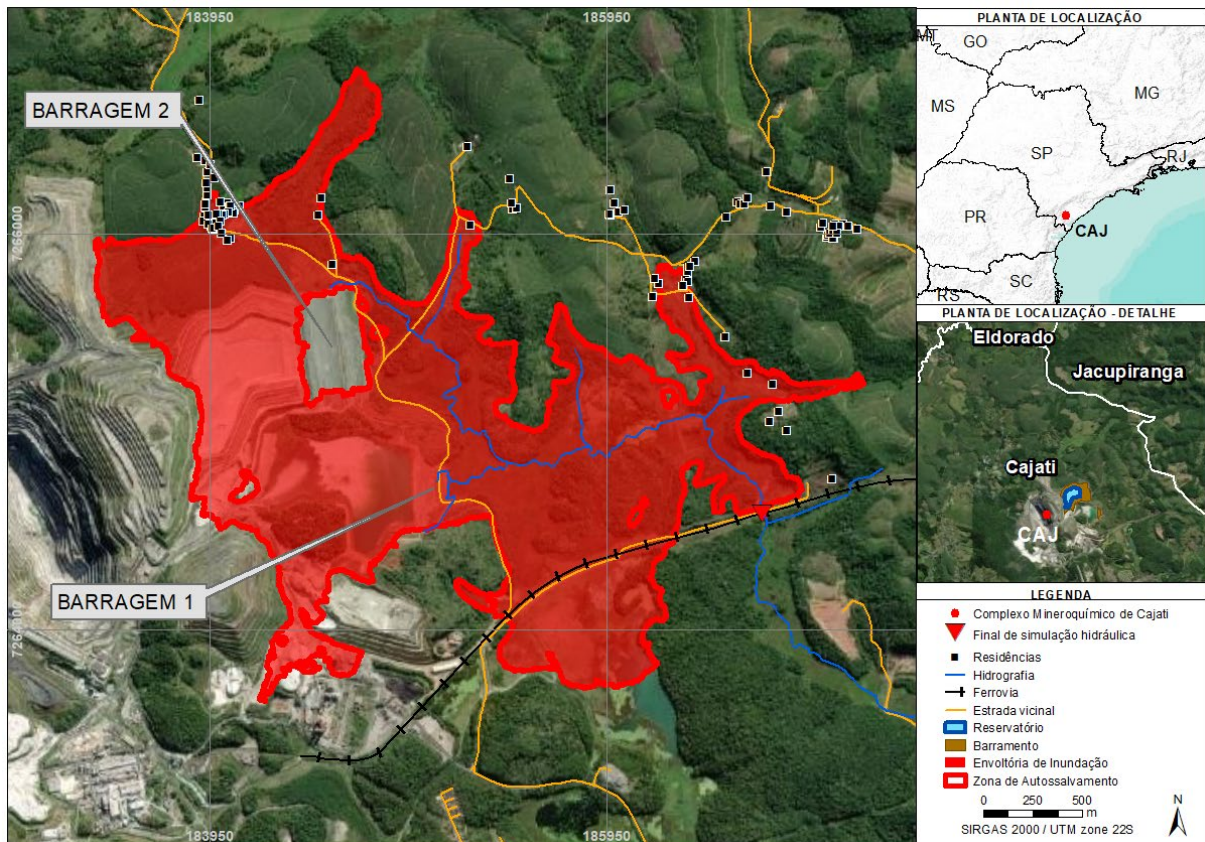 183950
185950
BARRAGEM 2
7266000
BARRAGEM 1
183950
185950
PLANTA DE LOCALIZAÇÃO
MT
GO
MS
MG
SP
RJ
PR
CAJ
SC
RS
PLANTA DE LOCALIZAÇÃO - DETALHE
Eldorado
Jacupiranga
Cajati
CAJ
LEGENDA
Complexo Mineroquímico de Cajati
Final de simulação hidráulica
Residências
Hidrografia
Ferrovia
Estrada vicinal
Reservatório
Barramento
Envoltória de Inundação
Zona de Autossalvamento
0 250 500
m
N
SIRGAS 2000 / UTM zone 22S